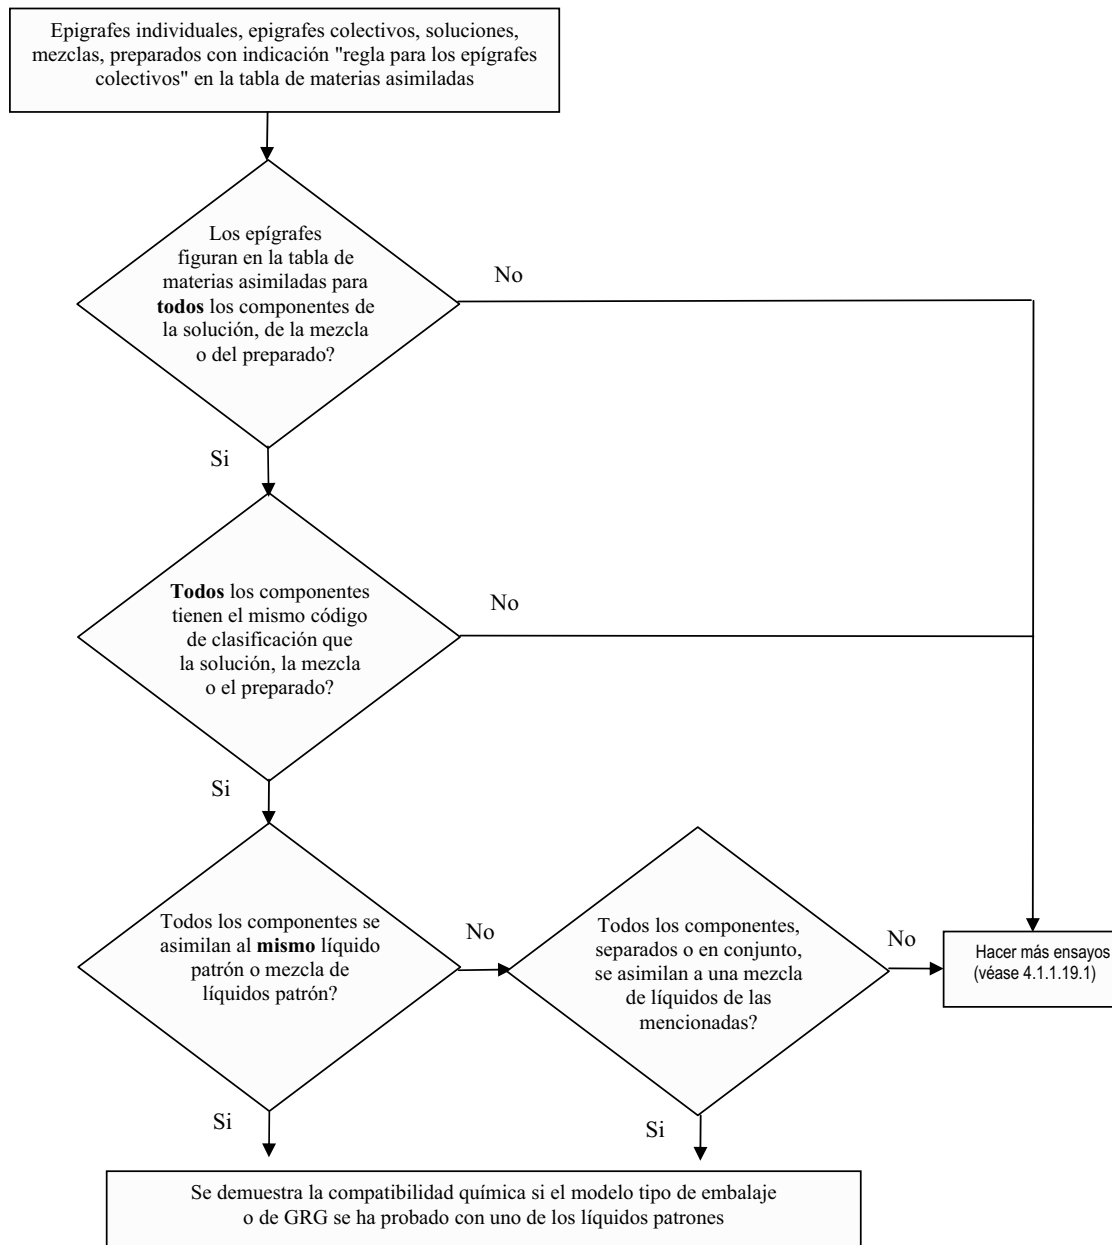 Epigrafes individuales, epigrafes colectivos, soluciones,
mezclas, preparados con indicación "regla para los epígrafes
colectivos" en la tabla de materias asimiladas
Los epígrafes
figuran en la tabla de
materias asimiladas para
todos los componentes de
la solución, de la mezcla
o del preparado?
No
Si
Todos los componentes
tienen el mismo código
de clasificación que
la solución, la mezcla
o el preparado?
No
Si
Todos los componentes se
asimilan al mismo líquido
patrón o mezcla de
líquidos patrón?
No
Todos los componentes,
separados o en conjunto,
se asimilan a una mezcla
de líquidos de las
mencionadas?
No
Hacer más ensayos
(véase 4.1.1.19.1)
Si
Si
Se demuestra la compatibilidad química si el modelo tipo de embalaje
o de GRG se ha probado con uno de los líquidos patrones